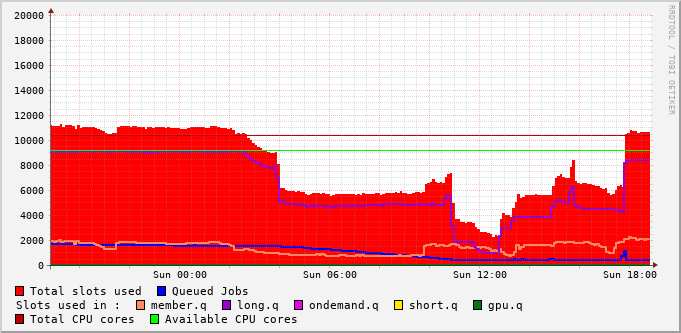 20000
18000
16000
14000
12000
10000
8000
6000
4000
2000
0
Sun 00:00 Sun 06:00 Sun 12:00 Sun 18:00
Total slots used Queued Jobs
Slots used in : member.q long.q ondemand.q short.q gpu.q
Total CPU cores Available CPU cores
RRDTOOL / TOBI OETIKER